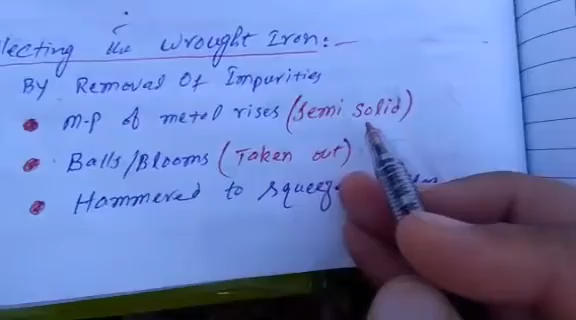 lecting the Wrought Iron:-
By Removal Of Impurities
M.P of metal rises (Semi Solid)
Balls/Blooms (Taken out)
Hammered to squeez